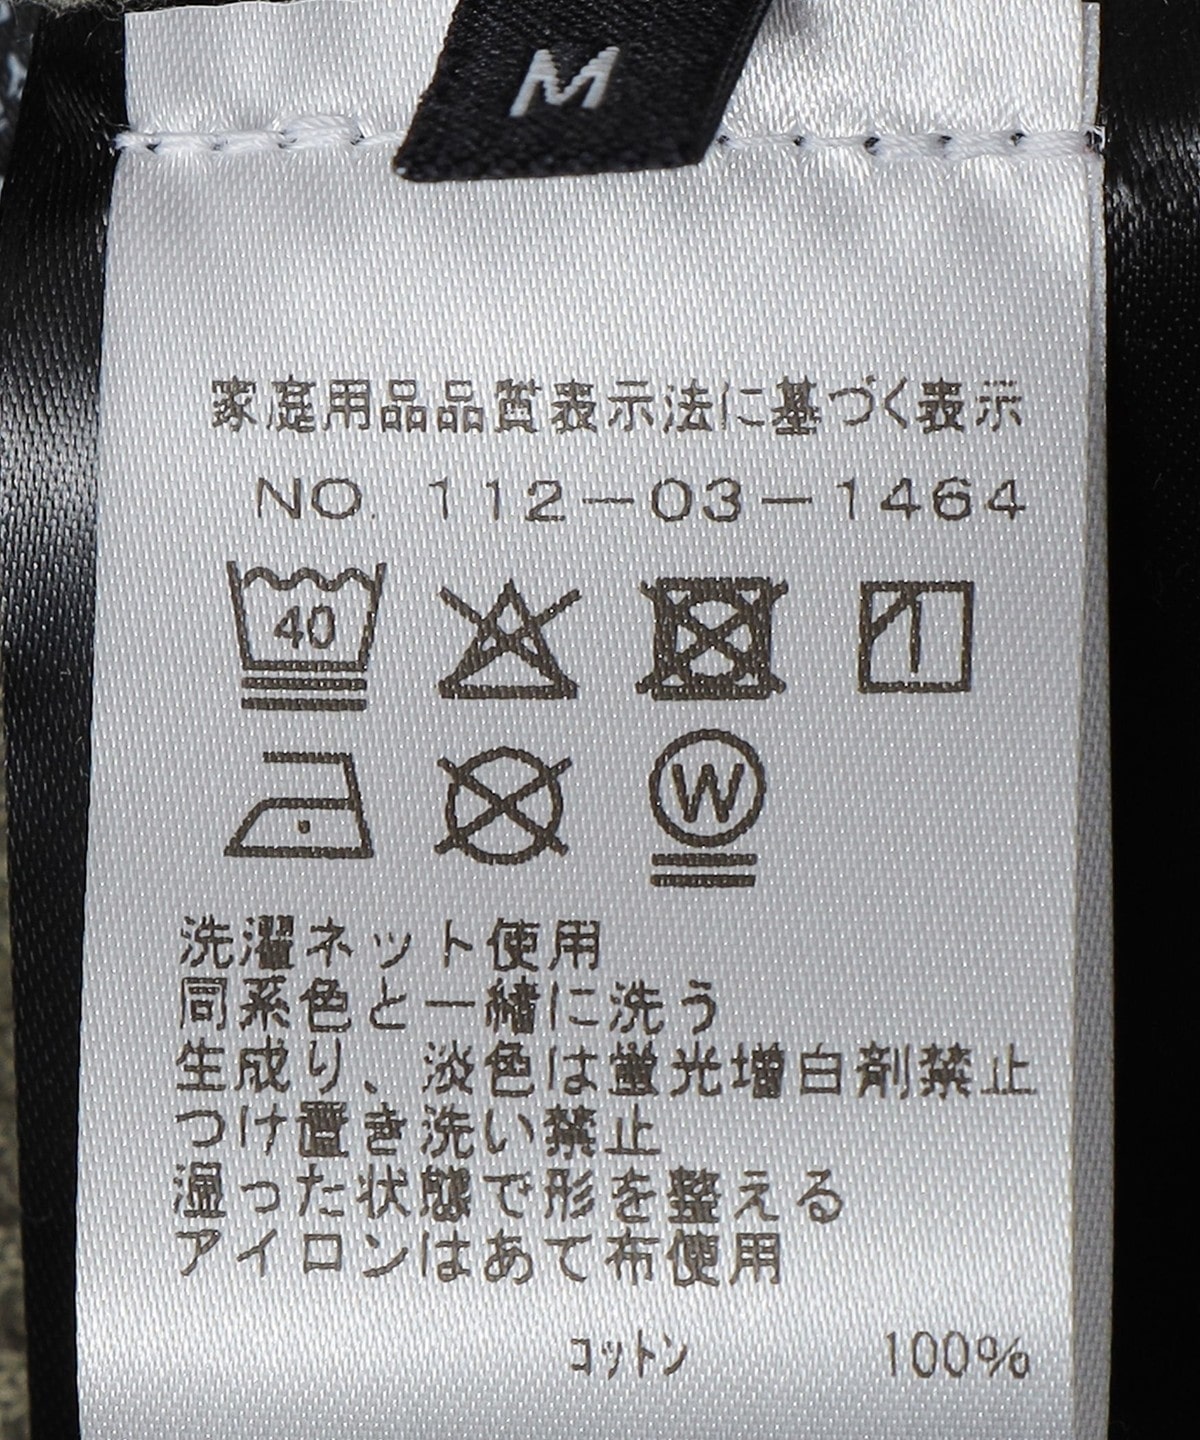 M
家庭用品品質表示法に基づく表示
NO. 112-03-1464
40
W
洗濯ネット使用
同系色と一緒に洗う
生成り、淡色は蛍光増白剤禁止
つけ置き洗い禁止
湿った状態で形を整える
アイロンはあて布使用
コットン 100%